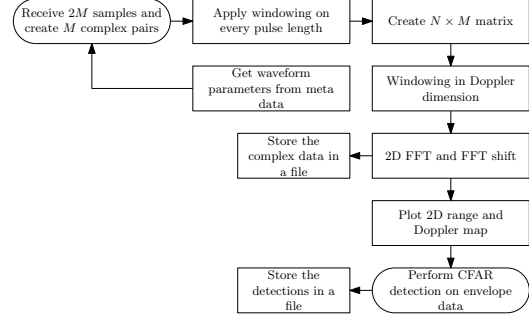 Receive 2M samples and
create M complex pairs
Apply windowing on
every pulse length
Create N × M matrix
Get waveform
parameters from meta
data
Windowing in Doppler
dimension
Store the
complex data in
a file
2D FFT and FFT shift
Plot 2D range and
Doppler map
Store the
detections in a
file
Perform CFAR
detection on envelope
data